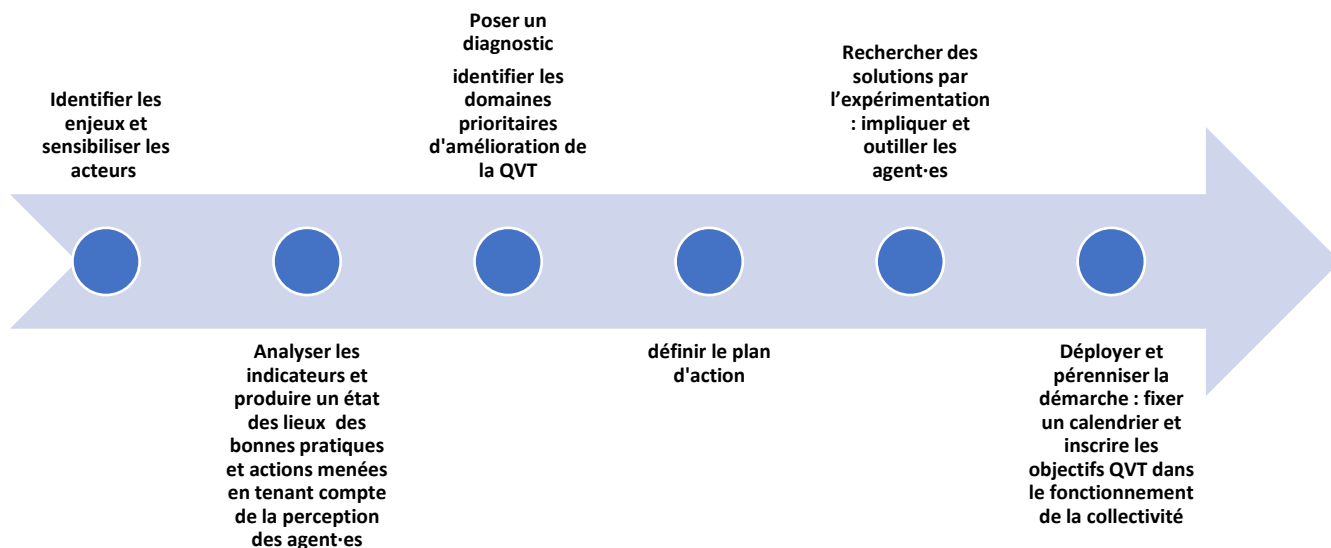 Identifier les
enjeux et
sensibiliser les
acteurs
Analyser les
indicateurs et
produire un état
des lieux des
bonnes pratiques
et actions menées
en tenant compte
de la perception
des agent·es
Poser un
diagnostic
identifier les
domaines
prioritaires
d'amélioration de
la QVT
définir le plan
d'action
Rechercher des
solutions par
l’expérimentation
: impliquer et
outiller les
agent·es
Déployer et
pérenniser la
démarche : fixer
un calendrier et
inscrire les
objectifs QVT dans
le fonctionnement
de la collectivité